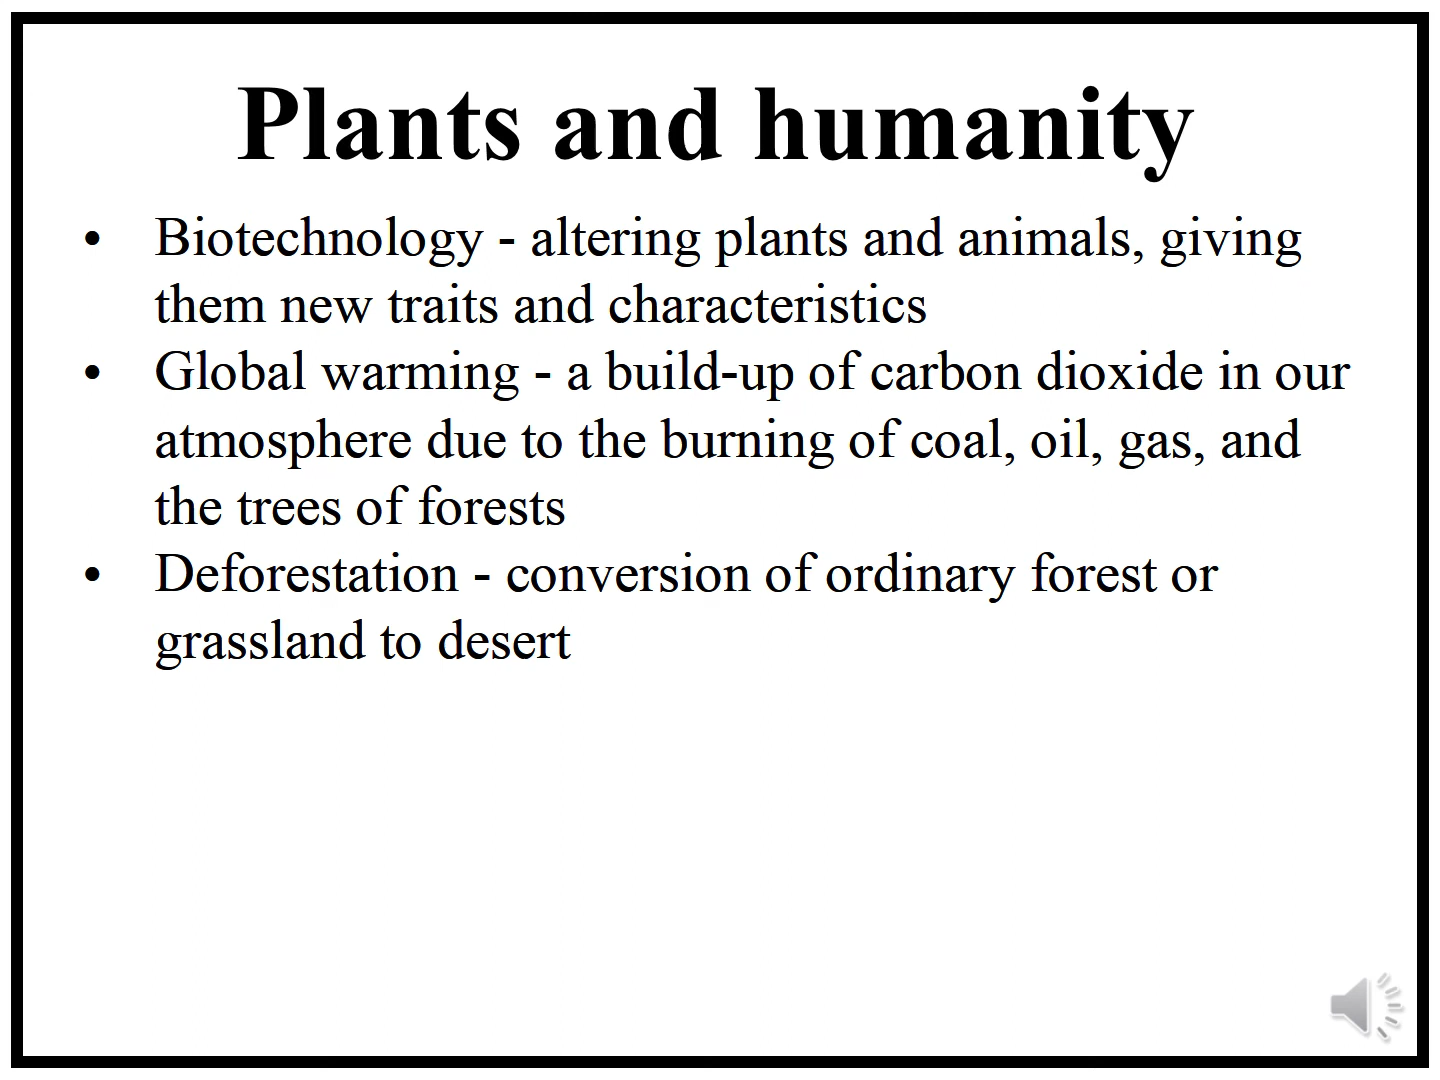 Plants and humanity
• Biotechnology - altering plants and animals, giving
them new traits and characteristics
• Global warming - a build-up of carbon dioxide in our
atmosphere due to the burning of coal, oil, gas, and
the trees of forests
• Deforestation - conversion of ordinary forest or
grassland to desert